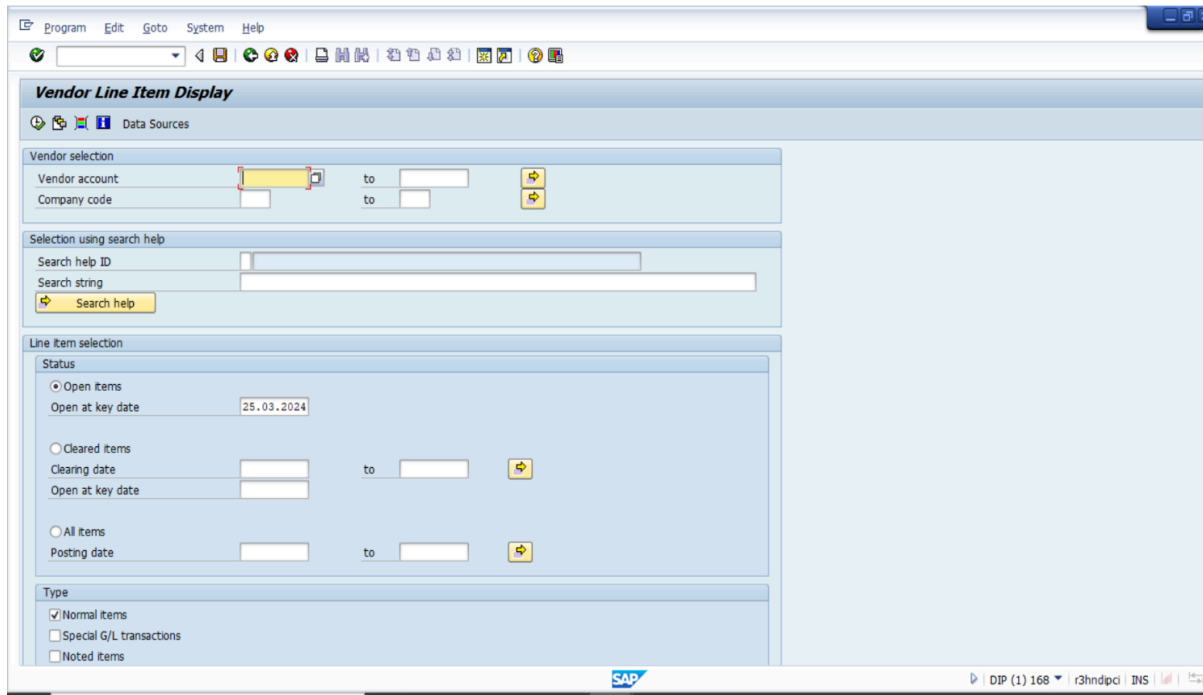 Program Edit Goto System Help
Vendor Line Item Display
Data Sources
Vendor selection
Vendor account to
Company code to
Selection using search help
Search help ID
Search string
Search help
Line item selection
Status
Open items
Open at key date 25.03.2024
Cleared items
Clearing date to
Open at key date
All items
Posting date to
Type
Normal items
Special G/L transactions
Noted items
SAP DIP (1) 168 r3hndipci INS